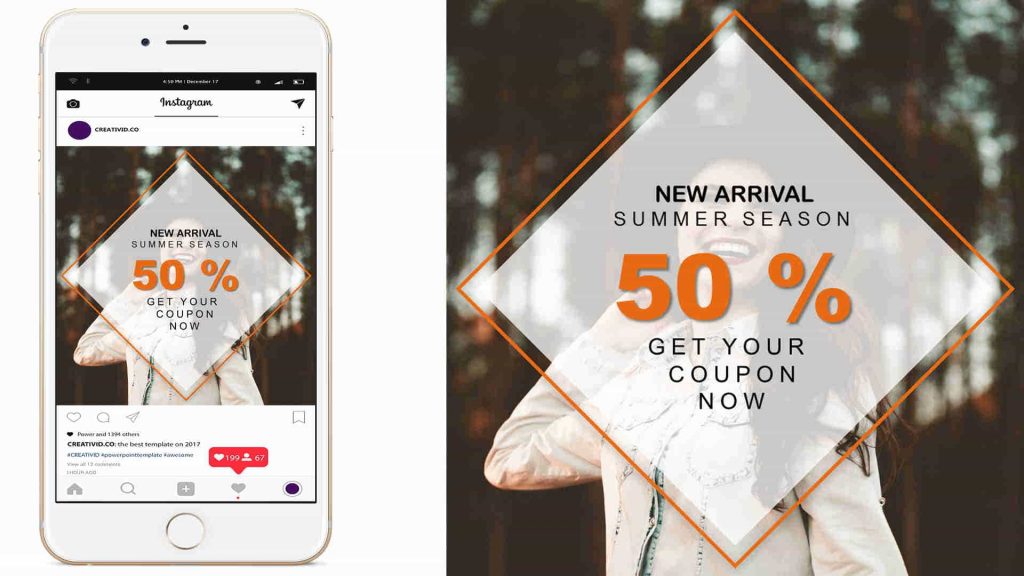 4:50 PM | December 17
Instagram
CREATIVID.CO
NEW ARRIVAL
SUMMER SEASON
50 %
GET YOUR
COUPON
NOW
Power and 1394 others
CREATIVID.CO: the best template on 2017
#CREATIVID #powerpointtemplate #awesome
View all 12 comments
1 HOUR AGO
199 67
NEW ARRIVAL
SUMMER SEASON
50 %
GET YOUR
COUPON
NOW